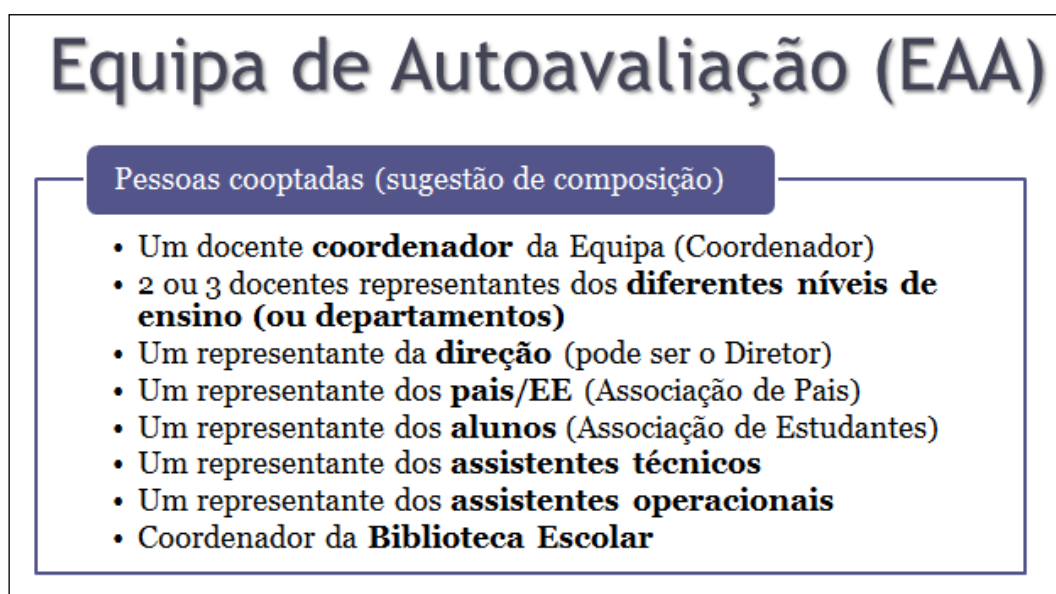 Equipa de Autoavaliação (EAA)
Pessoas cooptadas (sugestão de composição)
• Um docente coordenador da Equipa (Coordenador)
• 2 ou 3 docentes representantes dos diferentes níveis de
ensino (ou departamentos)
• Um representante da direção (pode ser o Diretor)
• Um representante dos pais/EE (Associação de Pais)
• Um representante dos alunos (Associação de Estudantes)
• Um representante dos assistentes técnicos
• Um representante dos assistentes operacionais
• Coordenador da Biblioteca Escolar